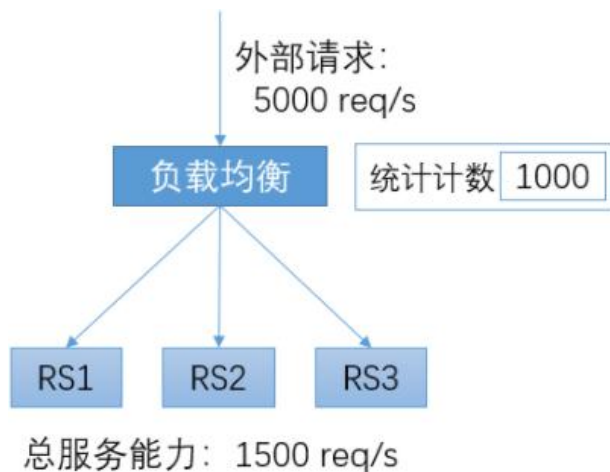 外部请求：
5000 req/s
负载均衡
统计计数 1000
RS1 RS2 RS3
总服务能力：1500 req/s